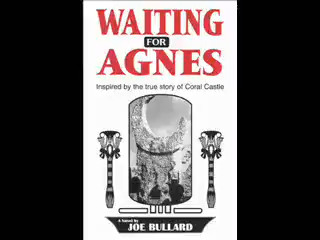 WAITING
FOR
AGNES
Inspired by the true story of Coral Castle
A Novel by
JOE BULLARD